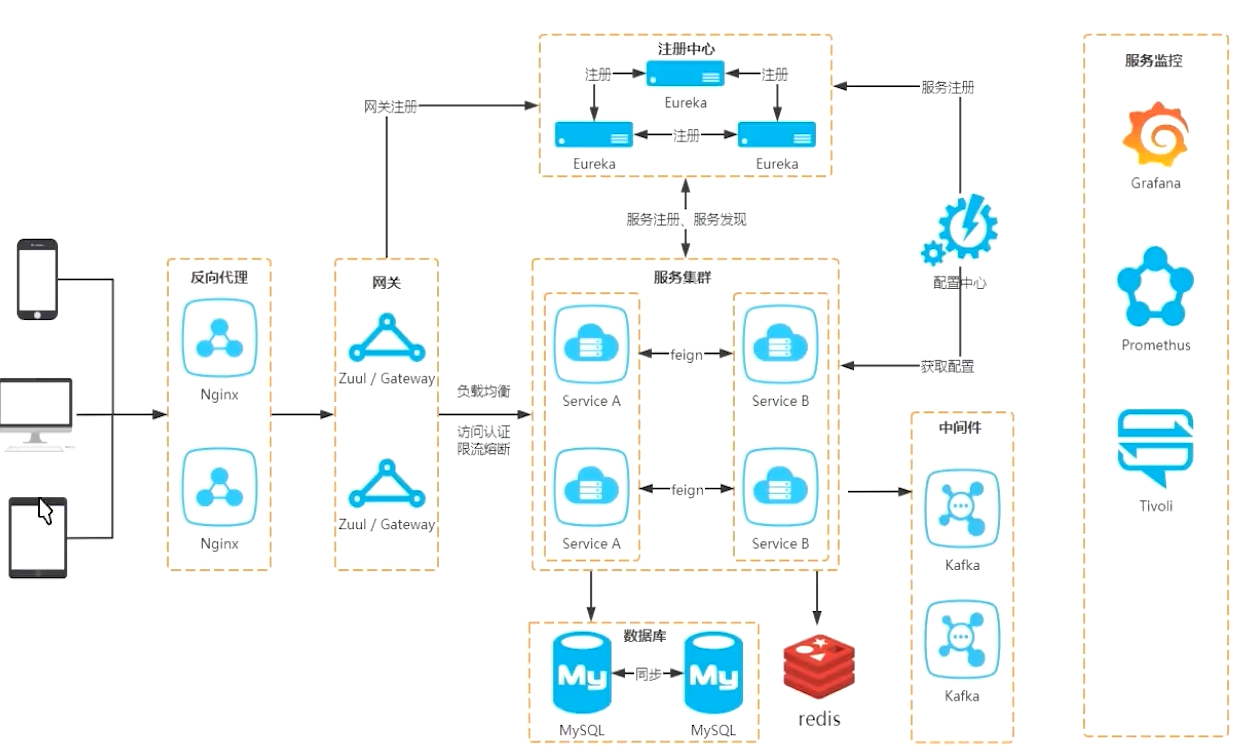 注册中心
注册
注册
Eureka
注册
Eureka
Eureka
网关注册
服务注册
服务监控
Grafana
服务注册、服务发现
配置中心
反向代理
Nginx
Nginx
网关
Zuul / Gateway
Zuul / Gateway
负载均衡
访问认证
限流熔断
服务集群
Service A
feign
Service B
Service A
feign
Service B
获取配置
Promethus
Tivoli
中间件
Kafka
Kafka
数据库
My
同步
My
MySQL
MySQL
redis